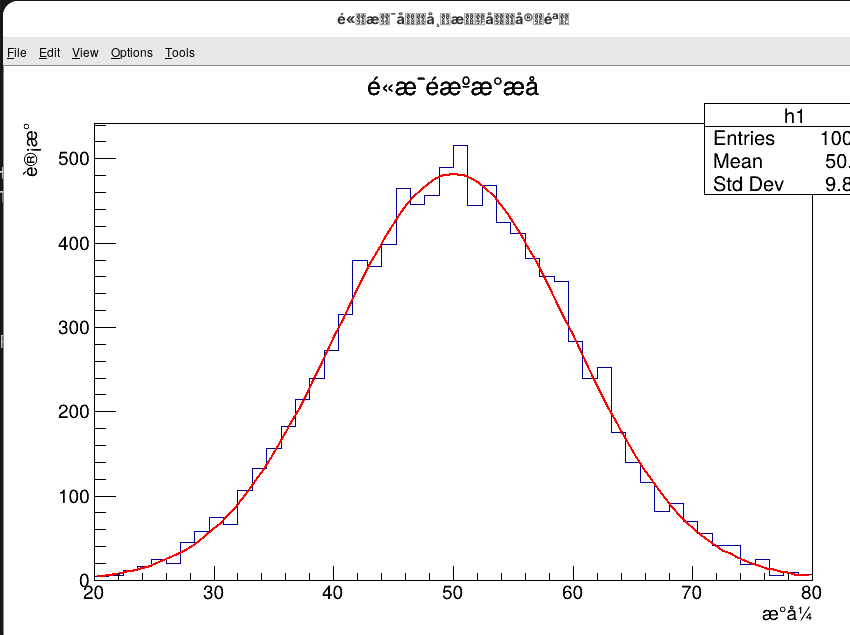 File Edit View Options Tools
é«æ¯éæºæ°æå
h1
Entries 100
Mean 50.
Std Dev 9.8
è®¡æ°
500
400
300
200
100
0
20 30 40 50 60 70 80
æ°å¼